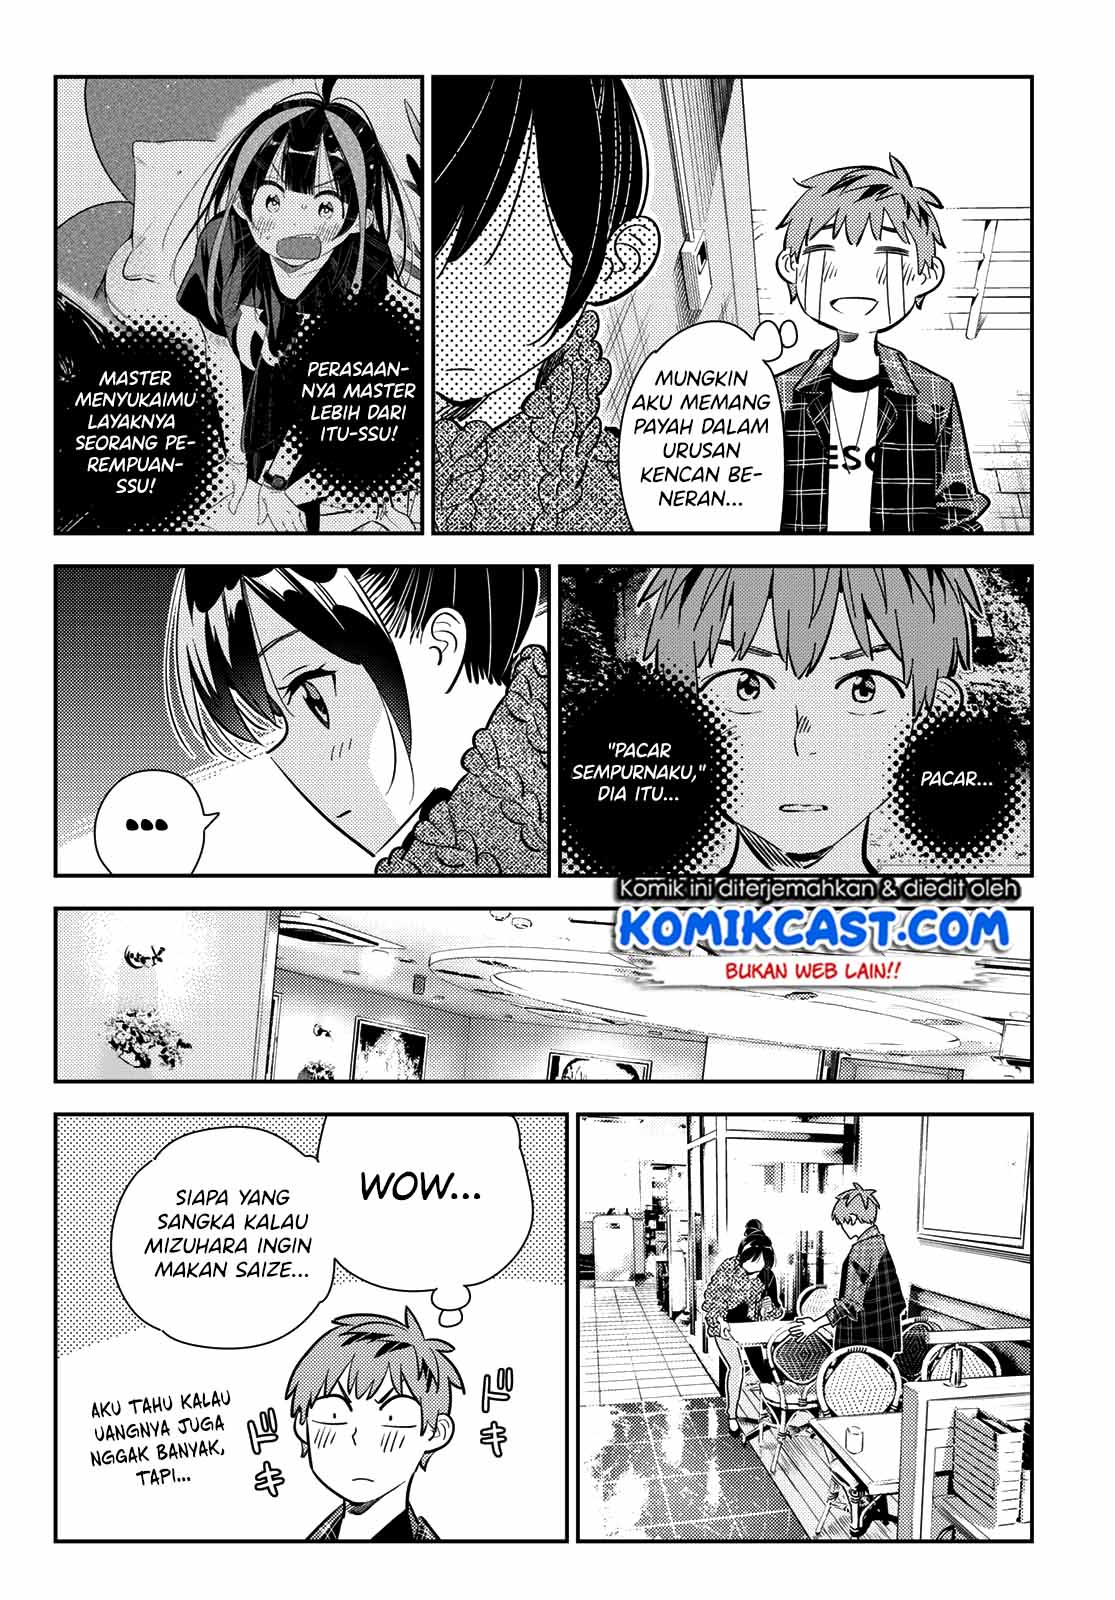 MUNGKIN
AKU MEMANG
PAYAH DALAM
URUSAN
KENCAN BE-
NERAN...
PERASAAN-
NYA MASTER
LEBIH DARI
ITU-SSU!
MASTER
MENYUKAIMU
LAYAKNYA
SEORANG PE-
REMPUAN-
SSU!
ESC
PACAR...
"PACAR
SEMPURNAKU,"
DIA ITU...
...
Komik ini diterjemahkan & diedit oleh
KOMIKCAST.COM
BUKAN WEB LAIN!!
WOW...
SIAPA YANG
SANGKA KALAU
MIZUHARA INGIN
MAKAN SAIZE...
AKU TAHU KALAU
UANGNYA JUGA
NGGAK BANYAK,
TAPI...
ドキ
ドキ